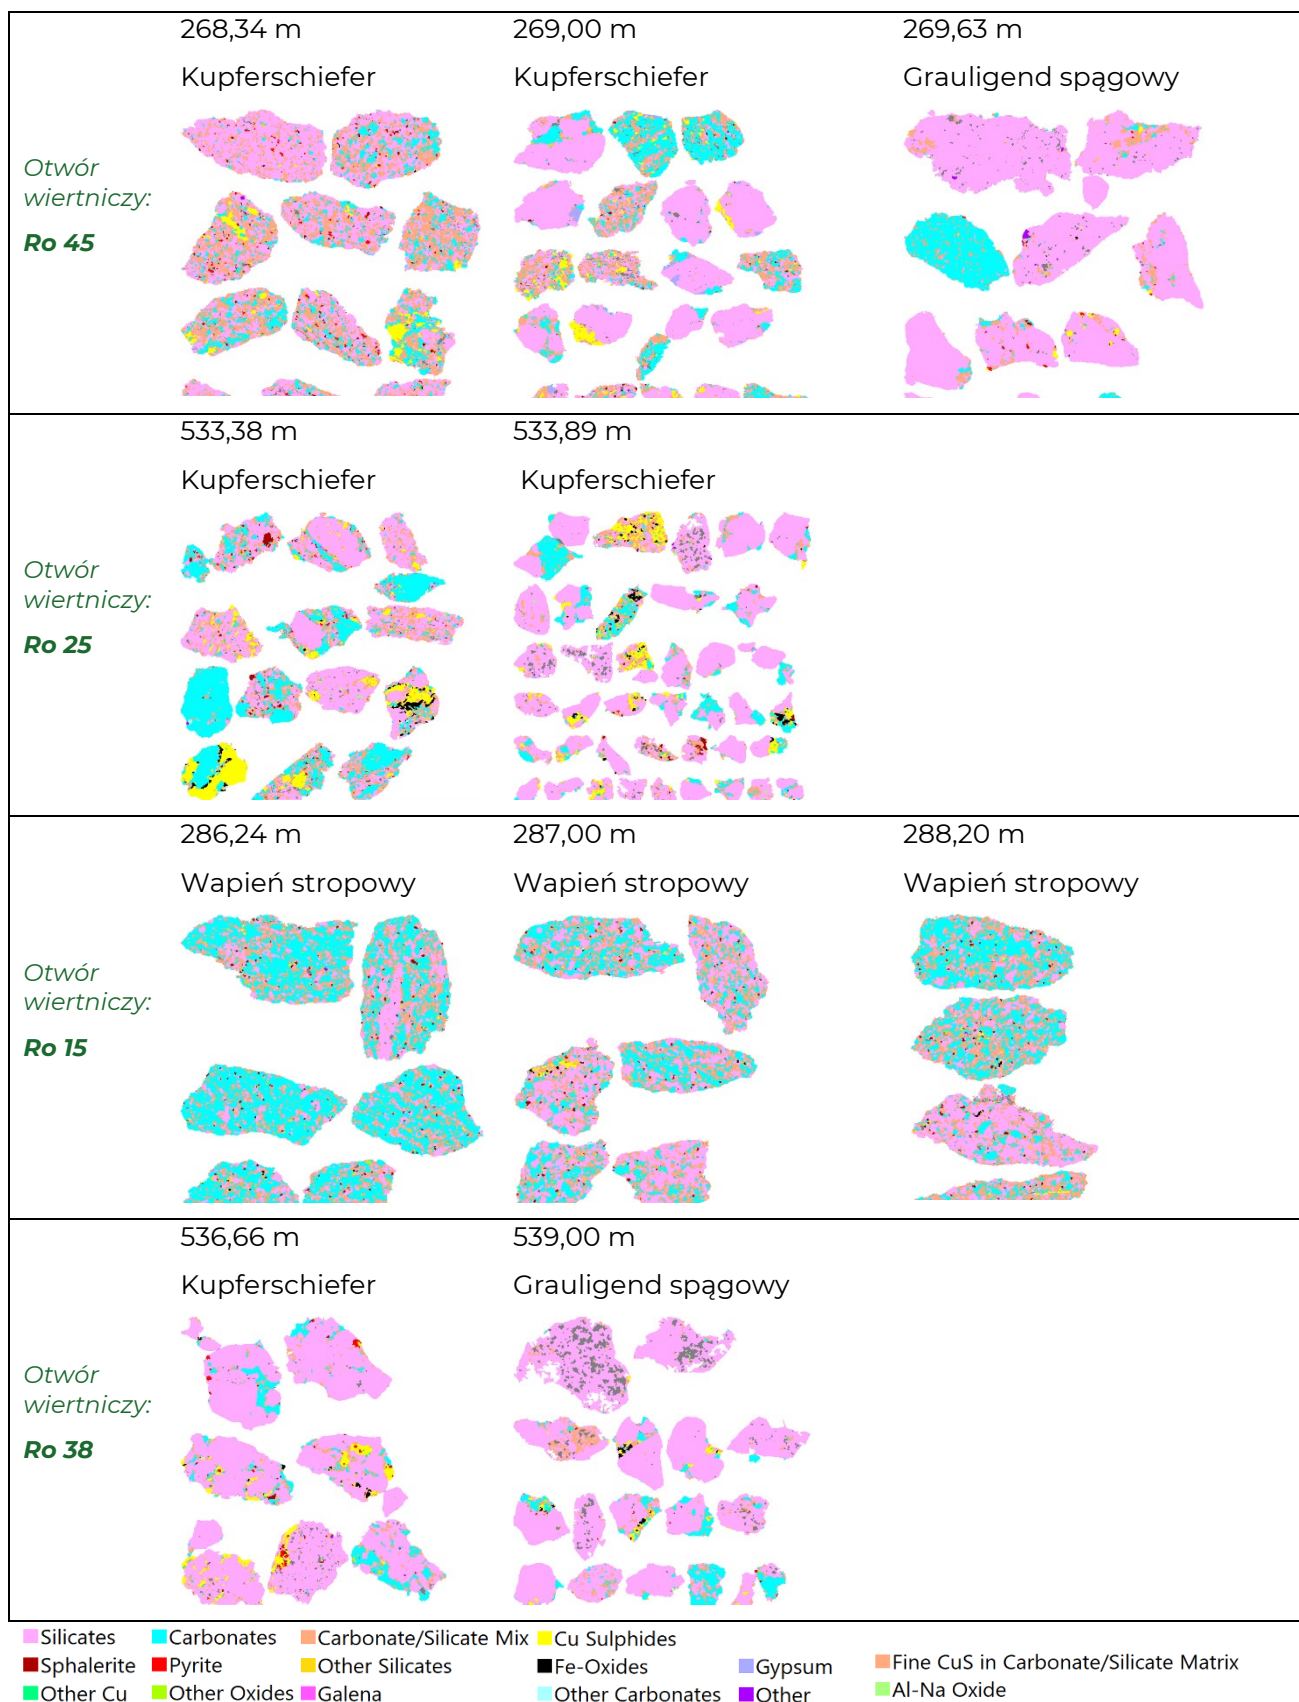 268,34 m
269,00 m
269,63 m
Kupferschiefer
Kupferschiefer
Grauligend spągowy
Otwór
wiertniczy:
Ro 45
533,38 m
533,89 m
Kupferschiefer
Kupferschiefer
Otwór
wiertniczy:
Ro 25
286,24 m
287,00 m
288,20 m
Wapień stropowy
Wapień stropowy
Wapień stropowy
Otwór
wiertniczy:
Ro 15
536,66 m
539,00 m
Kupferschiefer
Grauligend spągowy
Otwór
wiertniczy:
Ro 38
Silicates
Carbonates
Carbonate/Silicate Mix
Cu Sulphides
Sphalerite
Pyrite
Other Silicates
Fe-Oxides
Gypsum
Fine CuS in Carbonate/Silicate Matrix
Other Cu
Other Oxides
Galena
Other Carbonates
Other
Al-Na Oxide